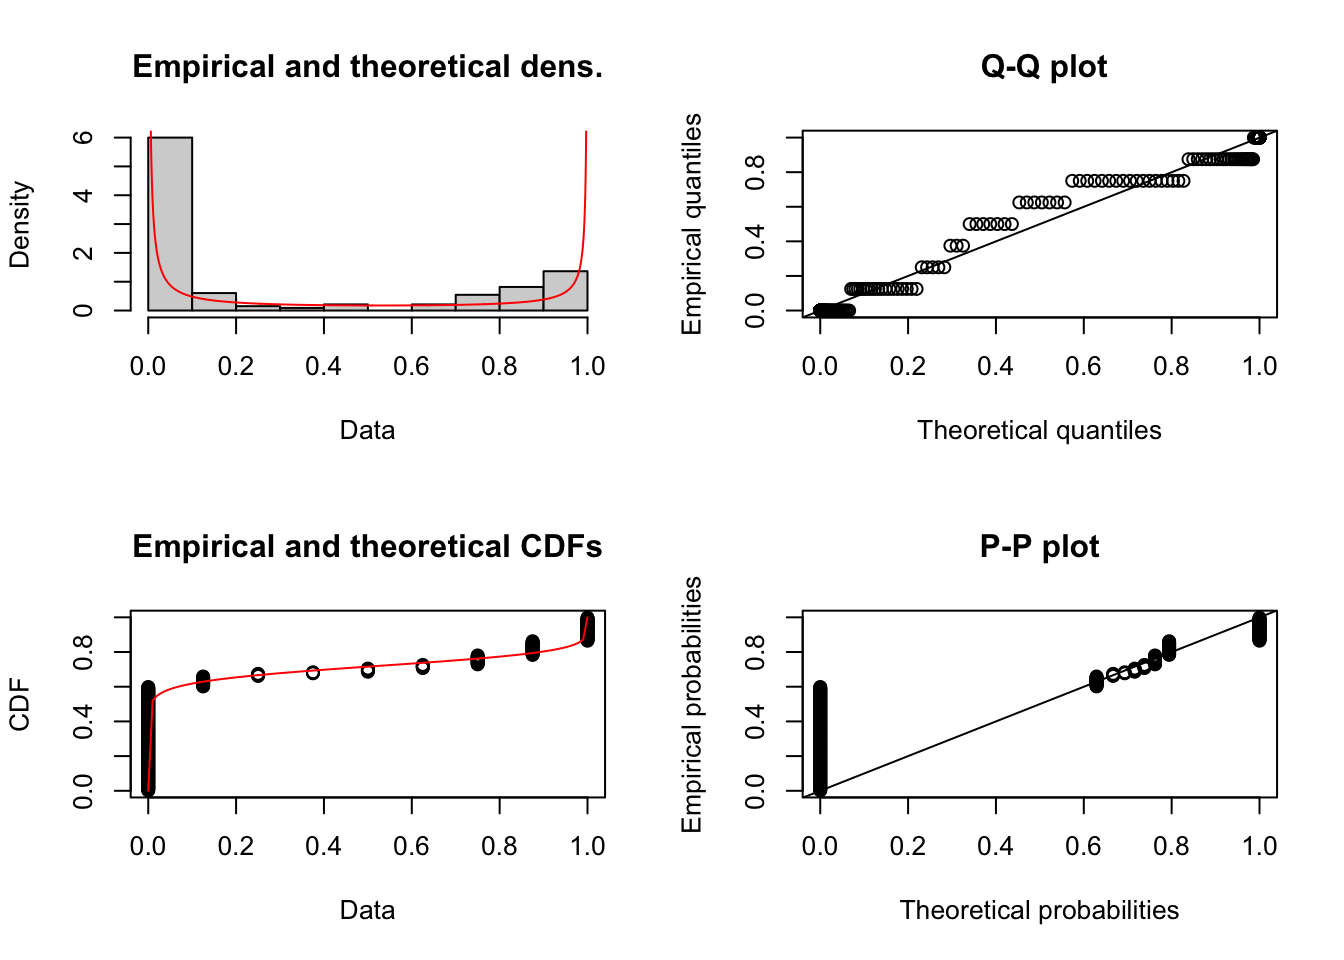 Empirical and theoretical dens.
Density
0 2 4 6
0.0 0.2 0.4 0.6 0.8 1.0
Data
Q-Q plot
Empirical quantiles
0.0 0.4 0.8
0.0 0.2 0.4 0.6 0.8 1.0
Theoretical quantiles
Empirical and theoretical CDFs
CDF
0.0 0.4 0.8
0.0 0.2 0.4 0.6 0.8 1.0
Data
P-P plot
Empirical probabilities
0.0 0.4 0.8
0.0 0.2 0.4 0.6 0.8 1.0
Theoretical probabilities